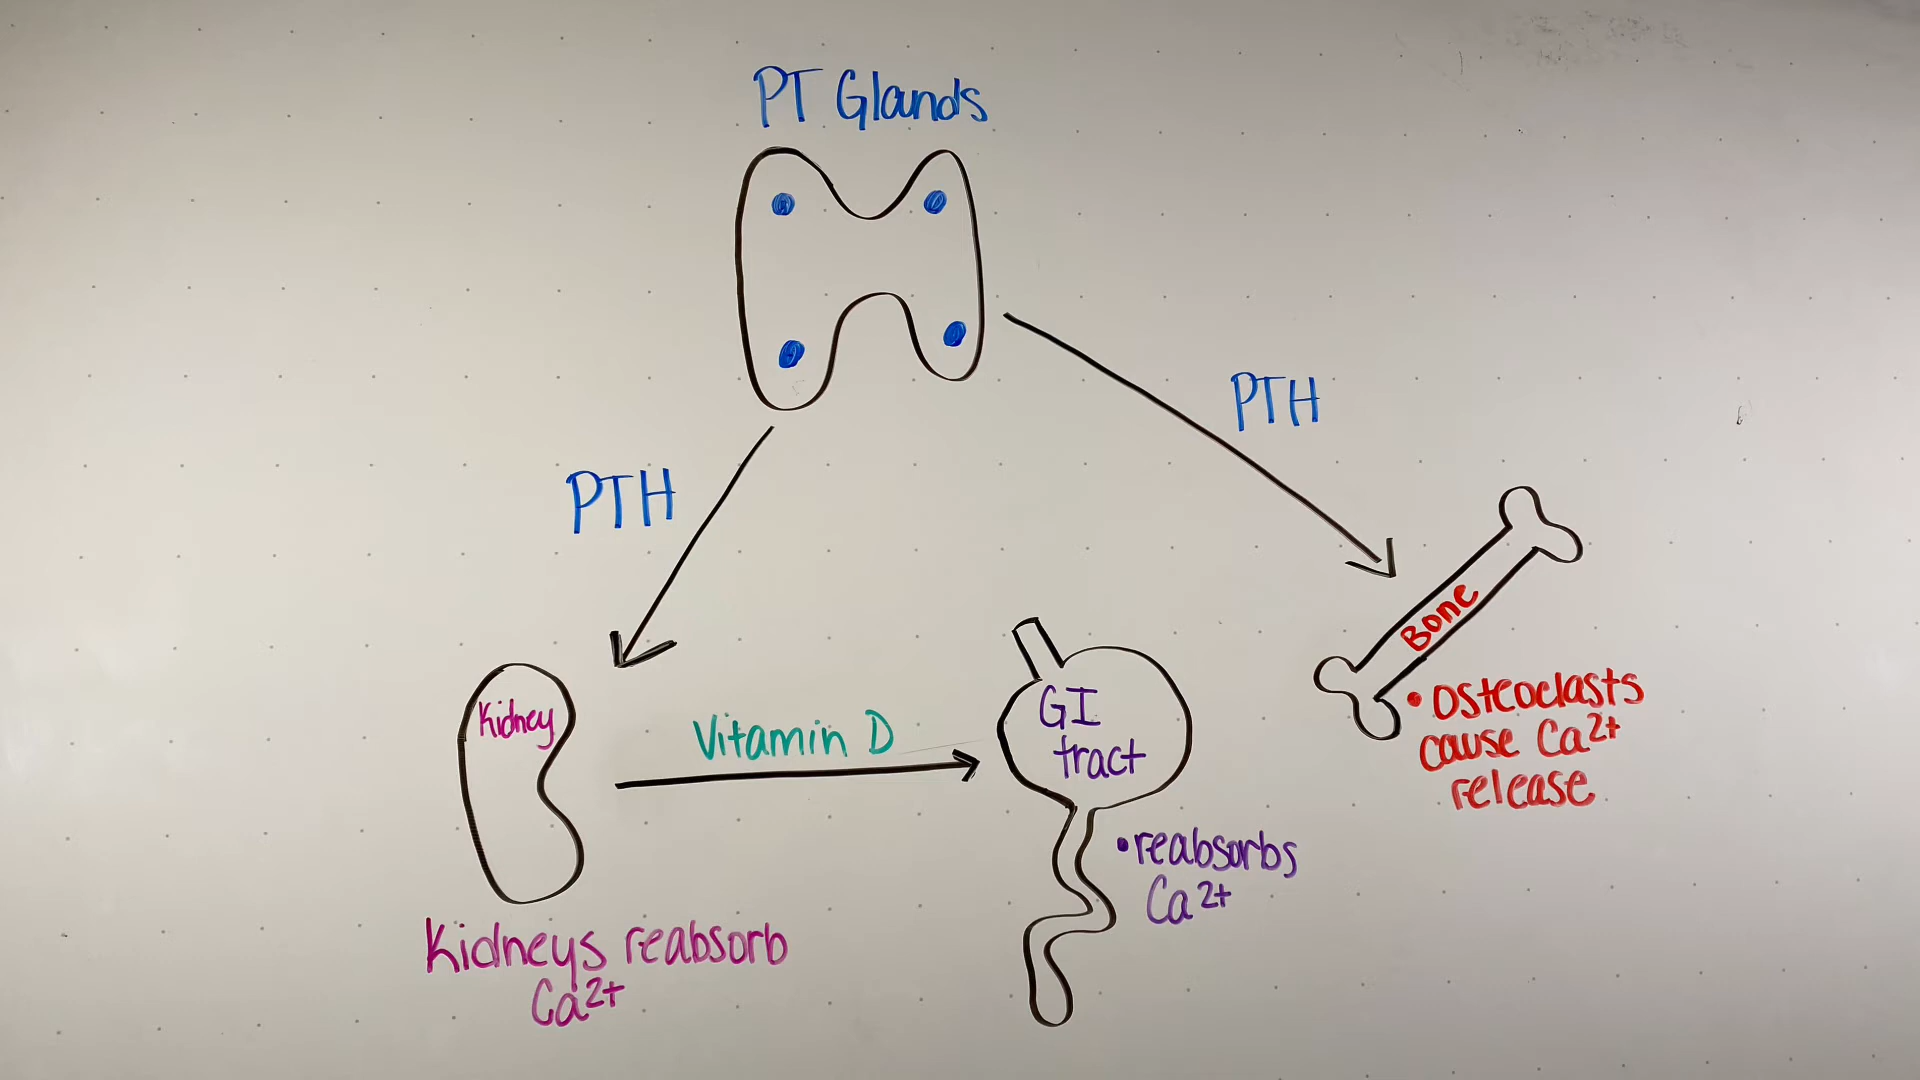 PT Glands
PTH
PTH
Bone
Kidney
Vitamin D
GI
tract
• Osteoclasts
cause Ca2+
release
• reabsorbs
Ca2+
Kidneys reabsorb
Ca2+